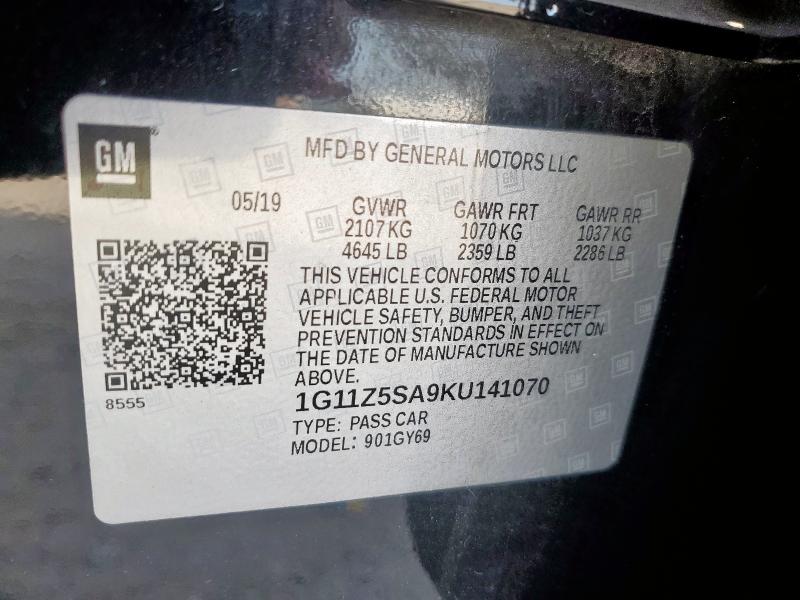 GM
MFD BY GENERAL MOTORS LLC
05/19 GVWR GAWR FRT GAWR RR
2107 KG 1070 KG 1037 KG
4645 LB 2359 LB 2286 LB
THIS VEHICLE CONFORMS TO ALL
APPLICABLE U.S. FEDERAL MOTOR
VEHICLE SAFETY, BUMPER, AND THEFT
PREVENTION STANDARDS IN EFFECT ON
THE DATE OF MANUFACTURE SHOWN
ABOVE.
8555
1G11Z5SA9KU141070
TYPE: PASS CAR
MODEL: 901GY69